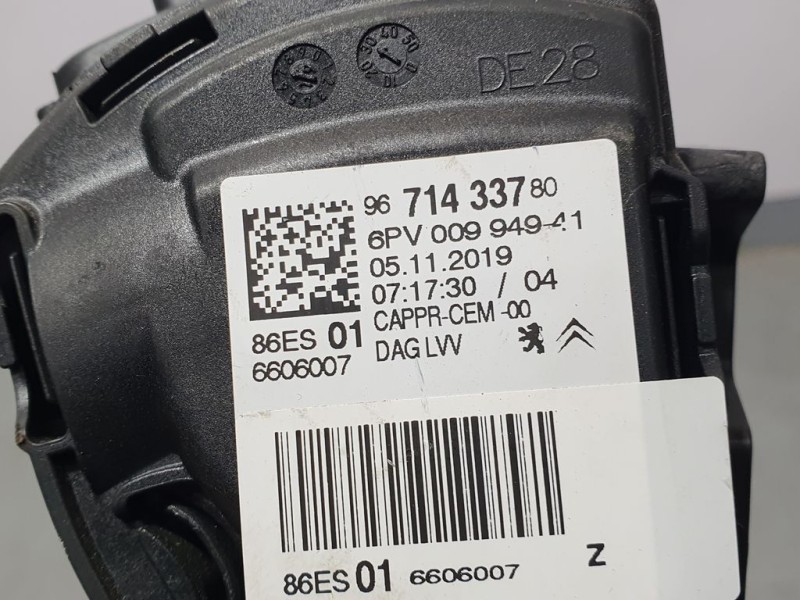 DE28
96 714 337 80
6PV 009 949-41
05.11.2019
07:17:30 / 04
CAPPR-CEM-00
86ES 01 DAG LVV
6606007
86ES 01 6606007 Z